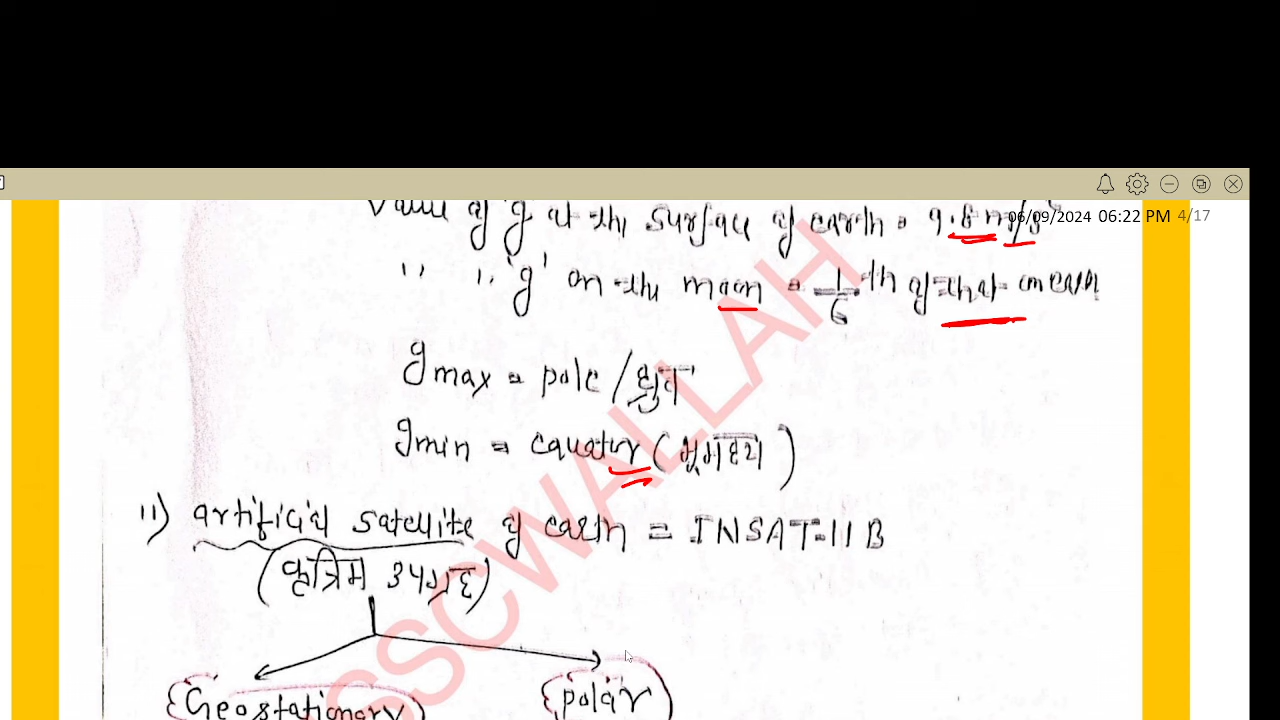 Value of 'g' at the surface of earth = 9.8 m/s²
06/09/2024 06:22 PM 4/17
" " 'g' on the moon = 1/6 th of that on earth
gmax = pole / ध्रुव
gmin = equator (भूमध्य)
11) artificial satellite of earth = INSAT-II B
(कृत्रिम उपग्रह)
Geostationary Polar
SSCWALLAH